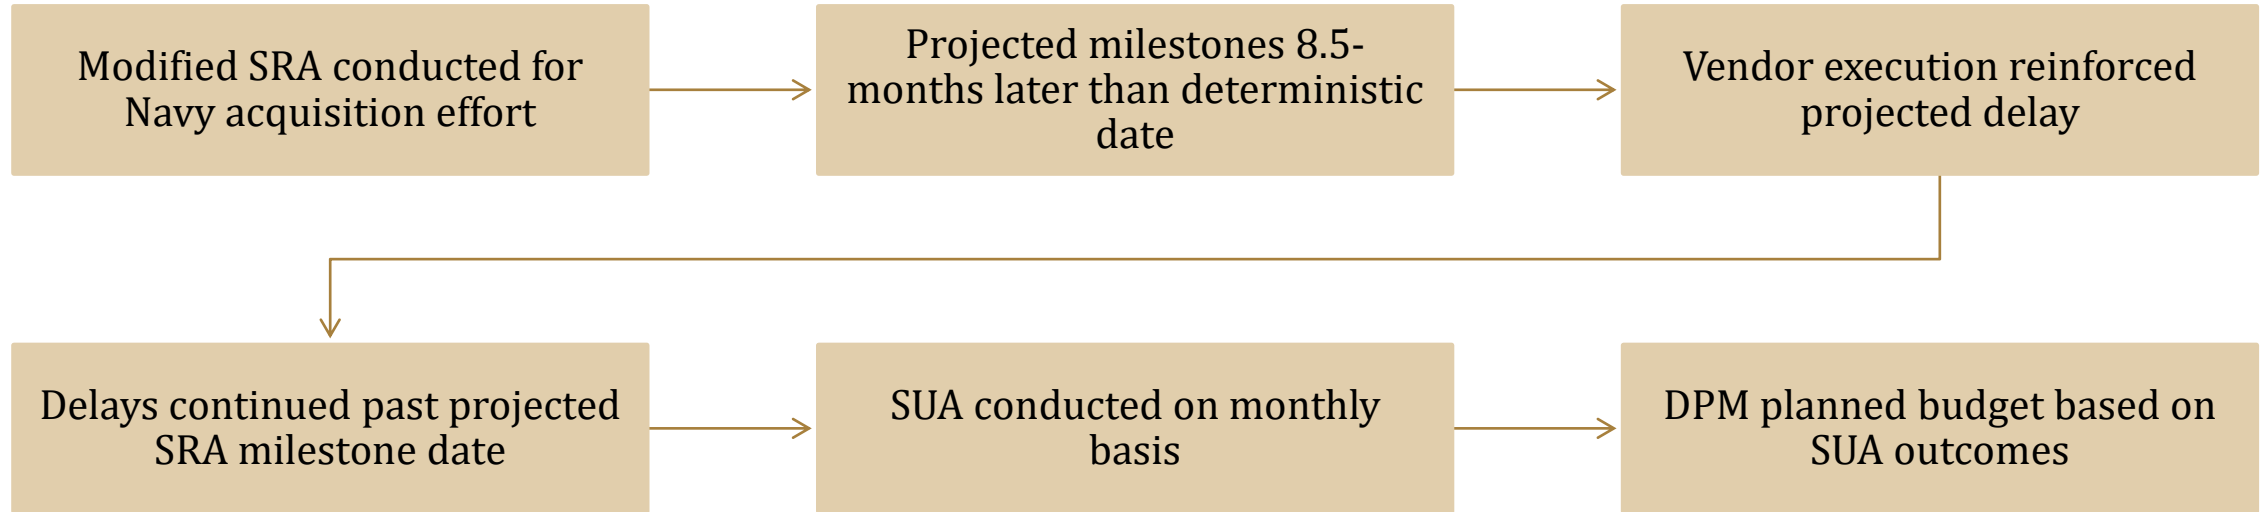 Modified SRA conducted for
Navy acquisition effort
Projected milestones 8.5-
months later than deterministic
date
Vendor execution reinforced
projected delay
Delays continued past projected
SRA milestone date
SUA conducted on monthly
basis
DPM planned budget based on
SUA outcomes